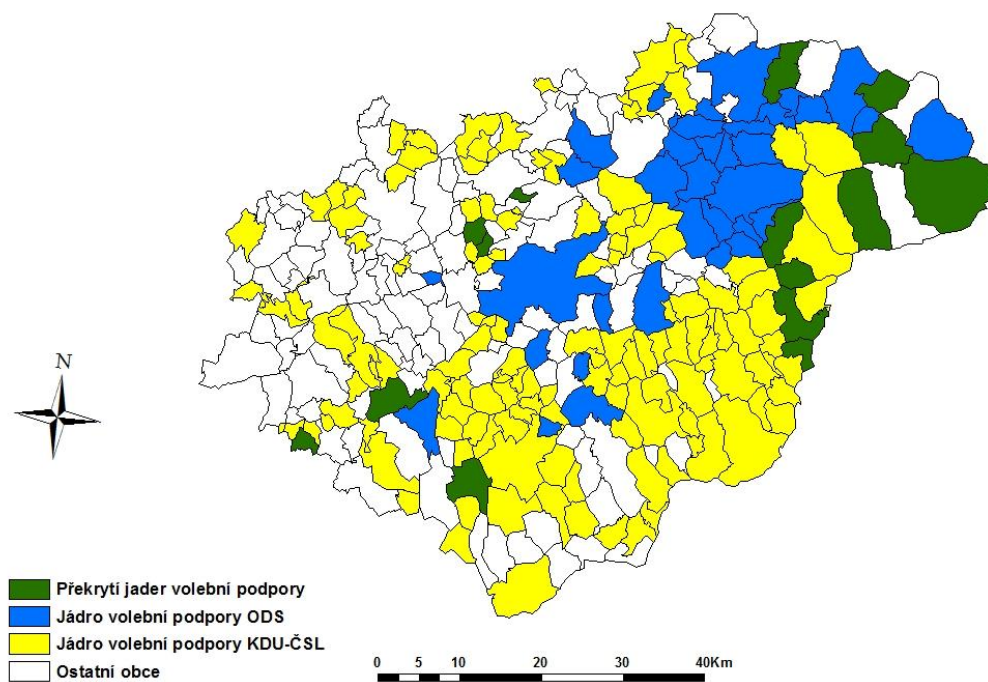 N
Překrytí jader volební podpory
Jádro volební podpory ODS
Jádro volební podpory KDU-ČSL
Ostatní obce
0 5 10 20 30 40Km